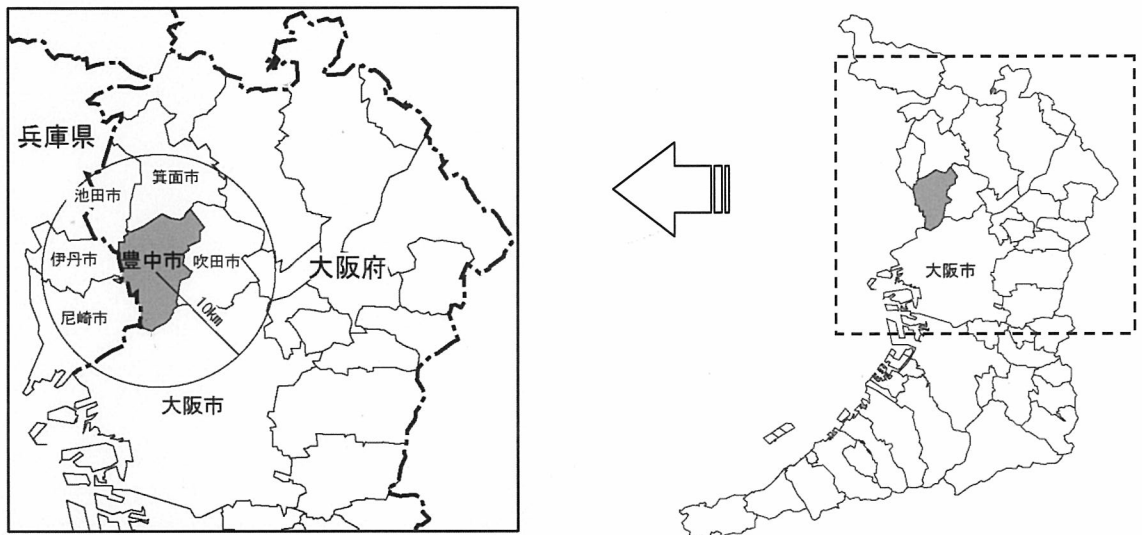 兵庫県
箕面市
池田市
伊丹市
豊中市
吹田市
大阪府
10km
尼崎市
大阪市
大阪市